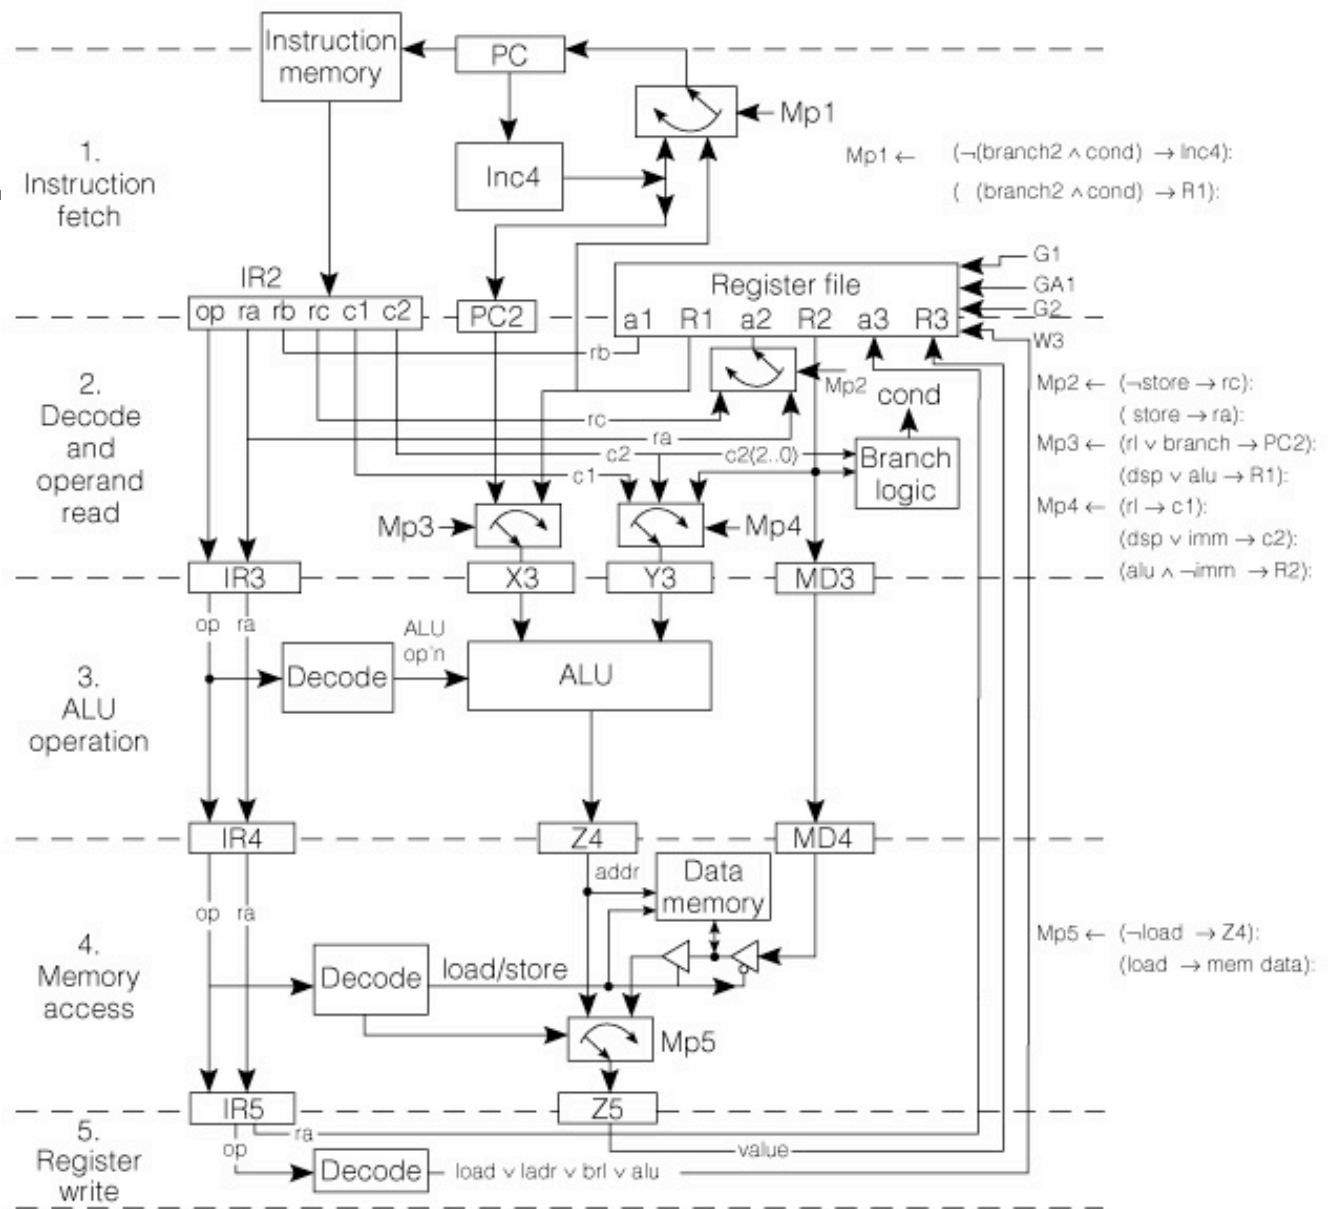 Instruction
memory
PC
Mp1
1.
Instruction
fetch
Inc4
Mp1 ← (¬(branch2 ∧ cond) → Inc4):
( (branch2 ∧ cond) → R1):
IR2
op ra rb rc c1 c2
PC2
Register file
a1 R1 a2 R2 a3 R3
G1
GA1
G2
W3
2.
Decode
and
operand
read
rb
Mp2
cond
rc
ra
c2
c2(2..0)
c1
Branch
logic
Mp3
Mp4
Mp2 ← (¬store → rc):
( store → ra):
Mp3 ← (rl ∨ branch → PC2):
(dsp ∨ alu → R1):
Mp4 ← (rl → c1):
(dsp ∨ imm → c2):
(alu ∧ ¬imm → R2):
IR3
X3
Y3
MD3
op ra
3.
ALU
operation
Decode
ALU
op'n
ALU
IR4
Z4
MD4
addr
Data
memory
op ra
4.
Memory
access
Decode
load/store
Mp5
Mp5 ← (¬load → Z4):
(load → mem data):
IR5
Z5
5.
Register
write
ra
op
value
Decode
load ∨ ladr ∨ brl ∨ alu